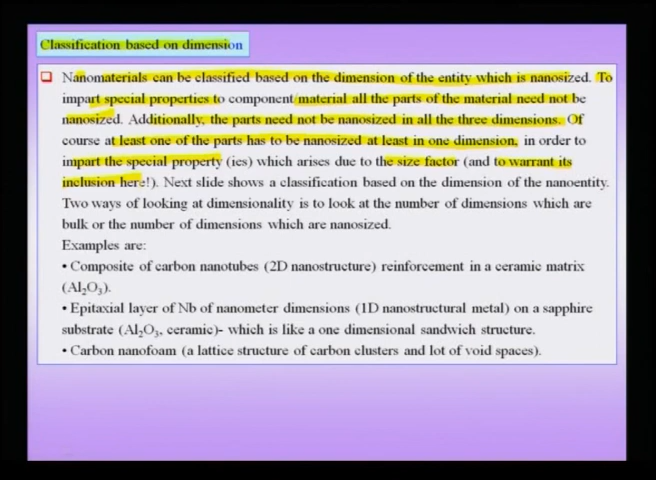 Classification based on dimension
Nanomaterials can be classified based on the dimension of the entity which is nanosized. To
impart special properties to component material all the parts of the material need not be
nanosized. Additionally, the parts need not be nanosized in all the three dimensions. Of
course at least one of the parts has to be nanosized at least in one dimension, in order to
impart the special property (ies) which arises due to the size factor (and to warrant its
inclusion here!). Next slide shows a classification based on the dimension of the nanoentity.
Two ways of looking at dimensionality is to look at the number of dimensions which are
bulk or the number of dimensions which are nanosized.
Examples are:
• Composite of carbon nanotubes (2D nanostructure) reinforcement in a ceramic matrix
(Al₂O₃).
• Epitaxial layer of Nb of nanometer dimensions (1D nanostructural metal) on a sapphire
substrate (Al₂O₃, ceramic)- which is like a one dimensional sandwich structure.
• Carbon nanofoam (a lattice structure of carbon clusters and lot of void spaces).